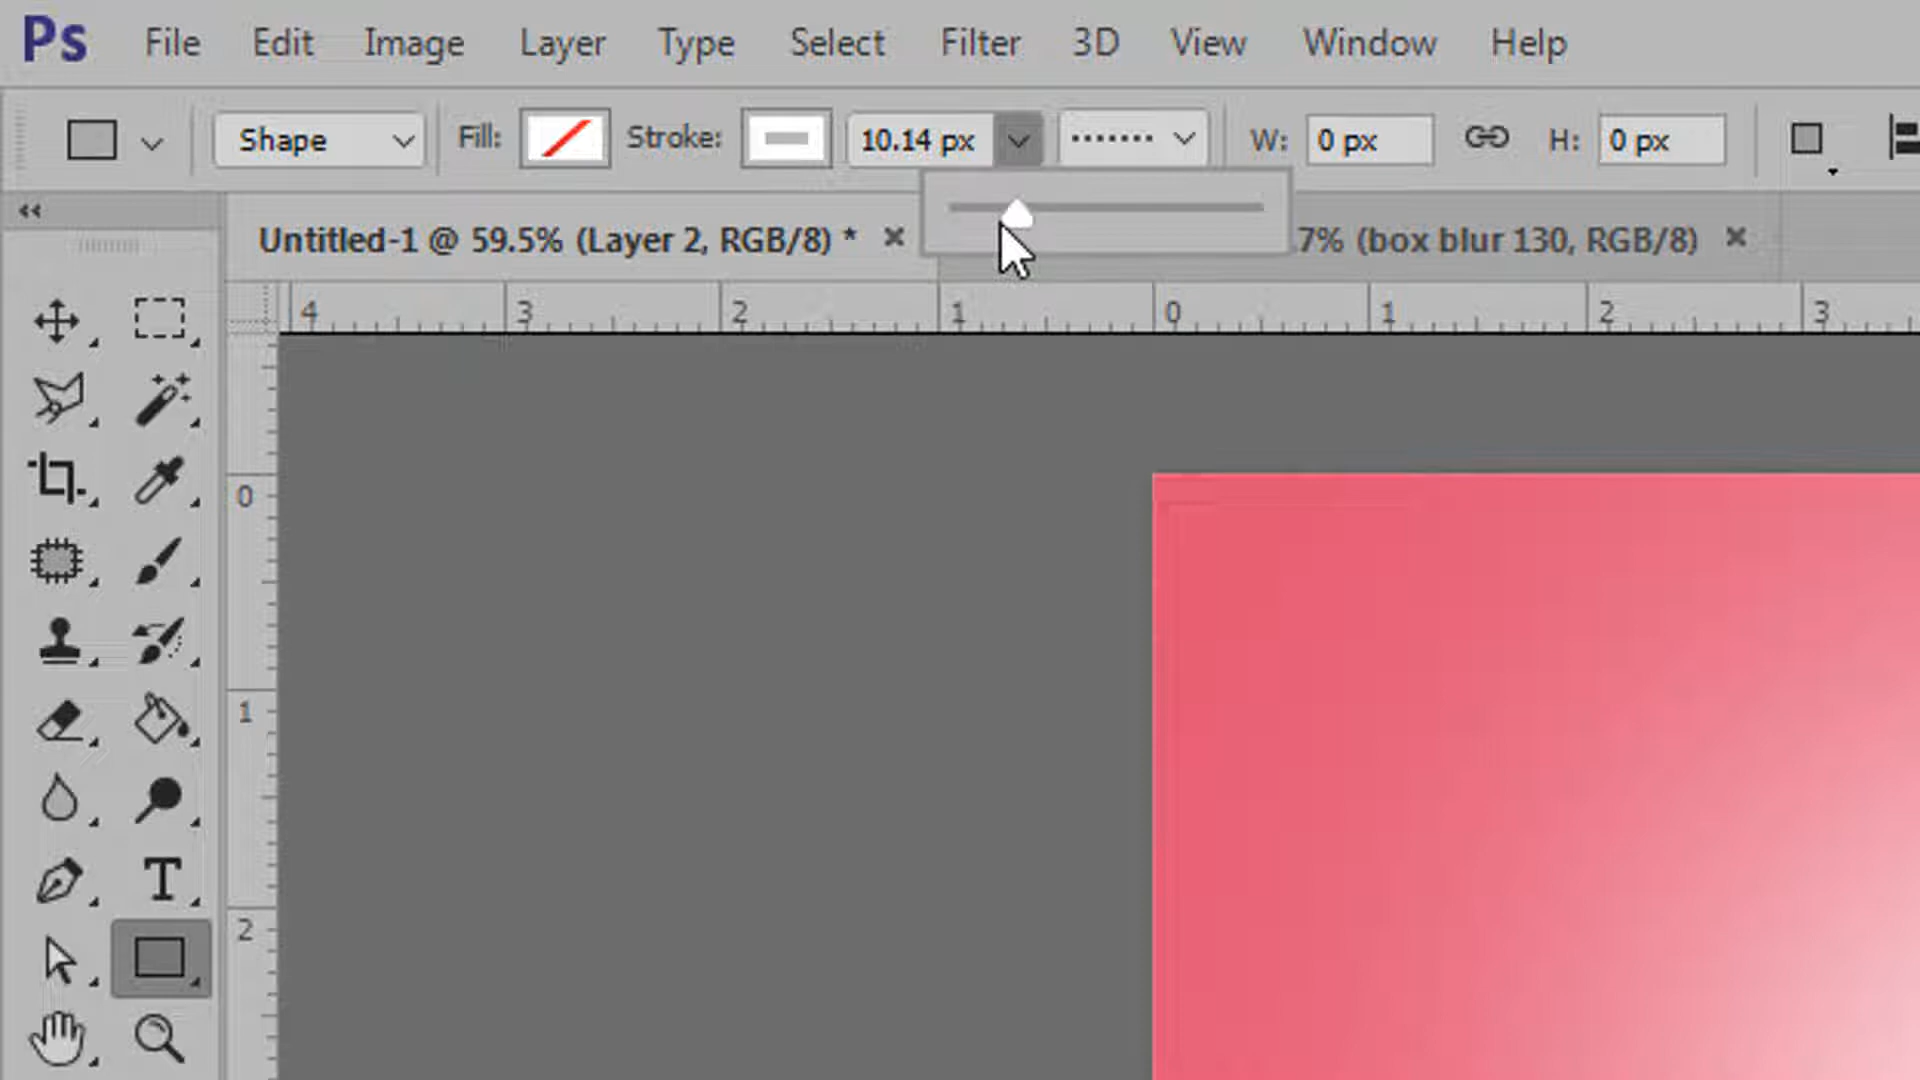 Ps File Edit Image Layer Type Select Filter 3D View Window Help
Shape Fill: Stroke: 10.14 px W: 0 px H: 0 px
Untitled-1 @ 59.5% (Layer 2, RGB/8) * × .7% (box blur 130, RGB/8) ×
4 3 2 1 0 1 2 3
0
1
T
2